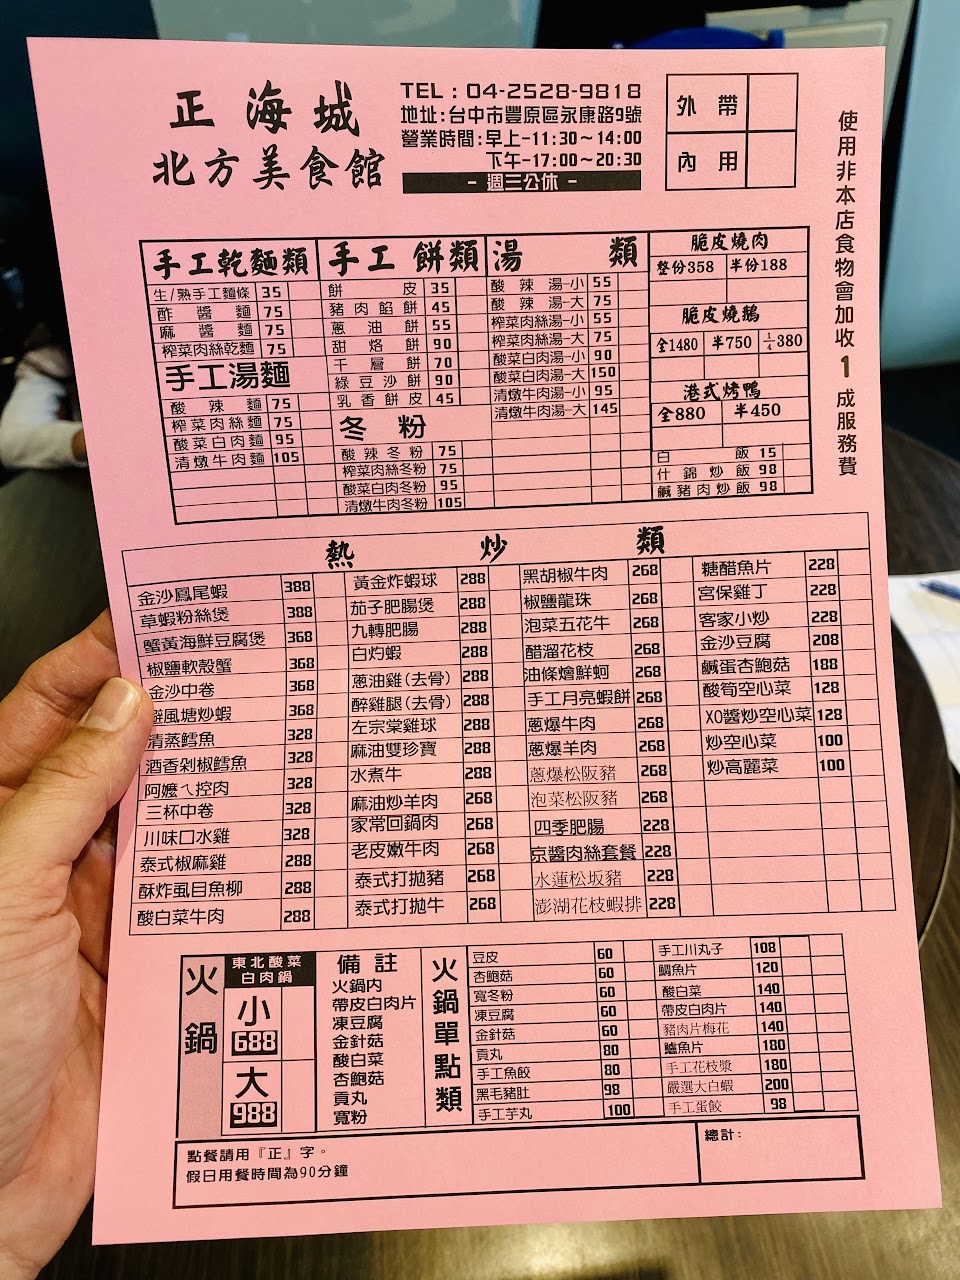 正海城
北方美食館
TEL：04-2528-9818
地址:台中市豐原區永康路9號
營業時間:早上-11:30~14:00
下午-17:00~20:30
- 週三公休 -
外帶
內用
使用非本店食物會加收1成服務費
手工乾麵類
生/熟手工麵條 35
酢醬麵 75
麻醬麵 75
榨菜肉絲乾麵 75
手工湯麵
酸辣麵 75
榨菜肉絲麵 75
酸菜白肉麵 95
清燉牛肉麵 105
手工餅類
餅皮 35
豬肉餡餅 45
蔥油餅 55
甜烙餅 90
千層餅 70
綠豆沙餅 90
乳香餅皮 45
冬粉
酸辣冬粉 75
榨菜肉絲冬粉 75
酸菜白肉冬粉 95
清燉牛肉冬粉 105
湯類
酸辣湯-小 55
酸辣湯-大 75
榨菜肉絲湯-小 55
榨菜肉絲湯-大 75
酸菜白肉湯-小 90
酸菜白肉湯-大 150
清燉牛肉湯-小 95
清燉牛肉湯-大 145
脆皮燒肉
整份358 半份188
脆皮燒鵝
全1480 半750 1/4 380
港式烤鴨
全880 半450
白飯 15
什錦炒飯 98
鹹豬肉炒飯 98
熱炒類
金沙鳳尾蝦 388
草蝦粉絲煲 388
蟹黃海鮮豆腐煲 368
椒鹽軟殼蟹 368
金沙中卷 368
避風塘炒蝦 368
清蒸鱈魚 328
酒香剁椒鱈魚 328
阿嬤ㄟ控肉 328
三杯中卷 328
川味口水雞 328
泰式椒麻雞 288
酥炸虱目魚柳 288
酸白菜牛肉 288
黃金炸蝦球 288
茄子肥腸煲 288
九轉肥腸 288
白灼蝦 288
蔥油雞(去骨) 288
醉雞腿(去骨) 288
左宗棠雞球 288
麻油雙珍寶 288
水煮牛 288
麻油炒羊肉 268
家常回鍋肉 268
老皮嫩牛肉 268
泰式打拋豬 268
泰式打拋牛 268
黑胡椒牛肉 268
椒鹽龍珠 268
泡菜五花牛 268
醋溜花枝 268
油條燴鮮蚵 268
手工月亮蝦餅 268
蔥爆牛肉 268
蔥爆羊肉 268
蔥爆松阪豬 268
泡菜松阪豬 268
四季肥腸 228
京醬肉絲套餐 228
水蓮松坂豬 228
澎湖花枝蝦排 228
糖醋魚片 228
宮保雞丁 228
客家小炒 228
金沙豆腐 208
鹹蛋杏鮑菇 188
酸筍空心菜 128
XO醬炒空心菜 128
炒空心菜 100
炒高麗菜 100
火鍋
東北酸菜
白肉鍋
小
688
大
988
備註
火鍋內
帶皮白肉片
凍豆腐
金針菇
酸白菜
杏鮑菇
貢丸
寬粉
火鍋單點類
豆皮 60
杏鮑菇 60
寬冬粉 60
凍豆腐 60
金針菇 60
貢丸 80
手工魚餃 80
黑毛豬肚 98
手工芋丸 100
手工川丸子 108
鯛魚片 120
酸白菜 140
帶皮白肉片 140
豬肉片梅花 140
鱸魚片 180
手工花枝漿 180
嚴選大白蝦 200
手工蛋餃 98
點餐請用『正』字。
假日用餐時間為90分鐘
總計: